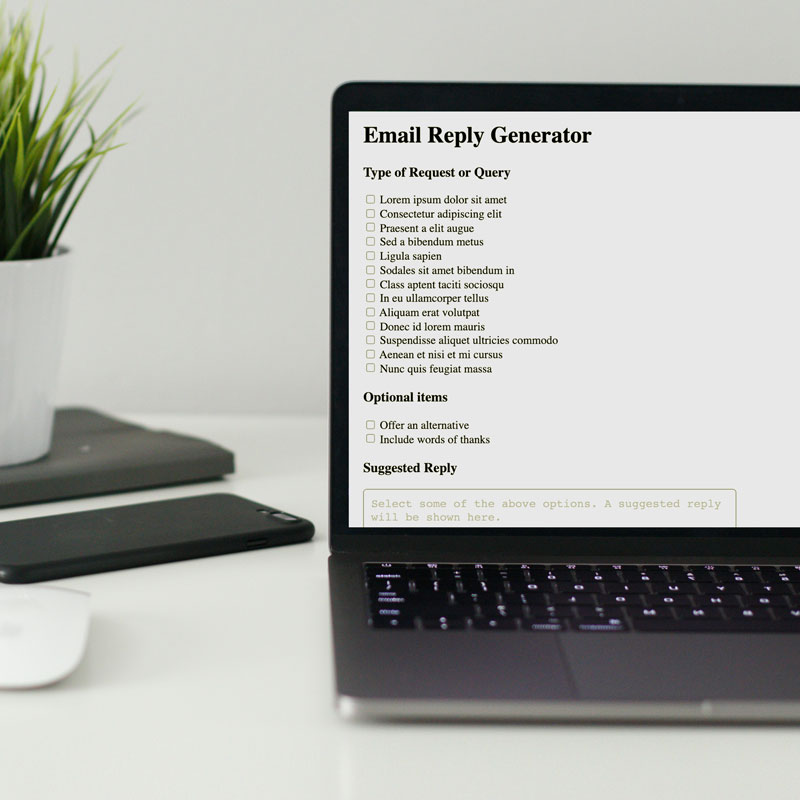 Email Reply Generator
Type of Request or Query
Lorem ipsum dolor sit amet
Consectetur adipiscing elit
Praesent a elit augue
Sed a bibendum metus
Ligula sapien
Sodales sit amet bibendum in
Class aptent taciti sociosqu
In eu ullamcorper tellus
Aliquam erat volutpat
Donec id lorem mauris
Suspendisse aliquet ultricies commodo
Aenean et nisi et mi cursus
Nunc quis feugiat massa
Optional items
Offer an alternative
Include words of thanks
Suggested Reply
Select some of the above options. A suggested reply
will be shown here.